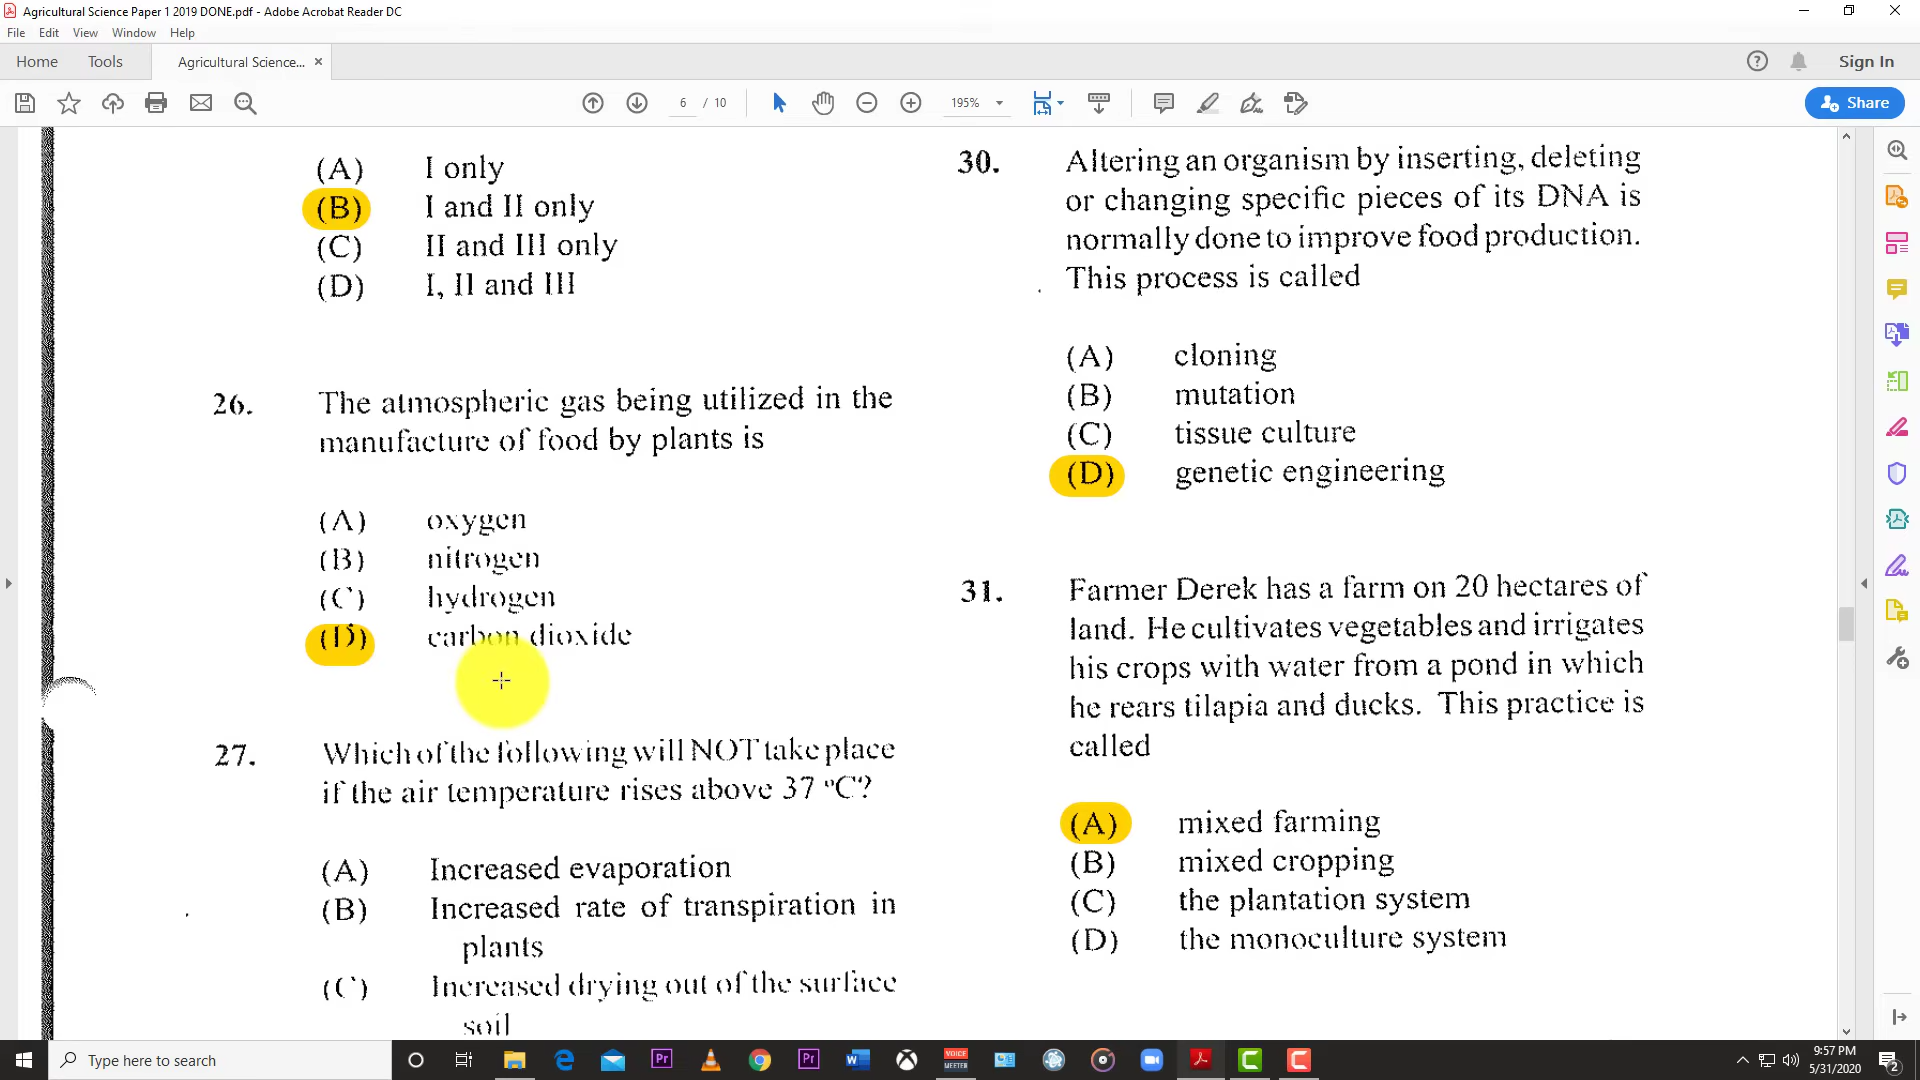 Agricultural Science Paper 1 2019 DONE.pdf - Adobe Acrobat Reader DC
File Edit View Window Help
Home Tools Agricultural Science... × Sign In
6 / 10 195% Share
(A) I only
(B) I and II only
(C) II and III only
(D) I, II and III
26. The atmospheric gas being utilized in the
manufacture of food by plants is
(A) oxygen
(B) nitrogen
(C) hydrogen
(D) carbon dioxide
27. Which of the following will NOT take place
if the air temperature rises above 37 °C?
(A) Increased evaporation
(B) Increased rate of transpiration in
plants
(C) Increased drying out of the surface
soil
30. Altering an organism by inserting, deleting
or changing specific pieces of its DNA is
normally done to improve food production.
This process is called
(A) cloning
(B) mutation
(C) tissue culture
(D) genetic engineering
31. Farmer Derek has a farm on 20 hectares of
land. He cultivates vegetables and irrigates
his crops with water from a pond in which
he rears tilapia and ducks. This practice is
called
(A) mixed farming
(B) mixed cropping
(C) the plantation system
(D) the monoculture system
Type here to search
Pr Pr VOICE
MEETER
9:57 PM
5/31/2020
2